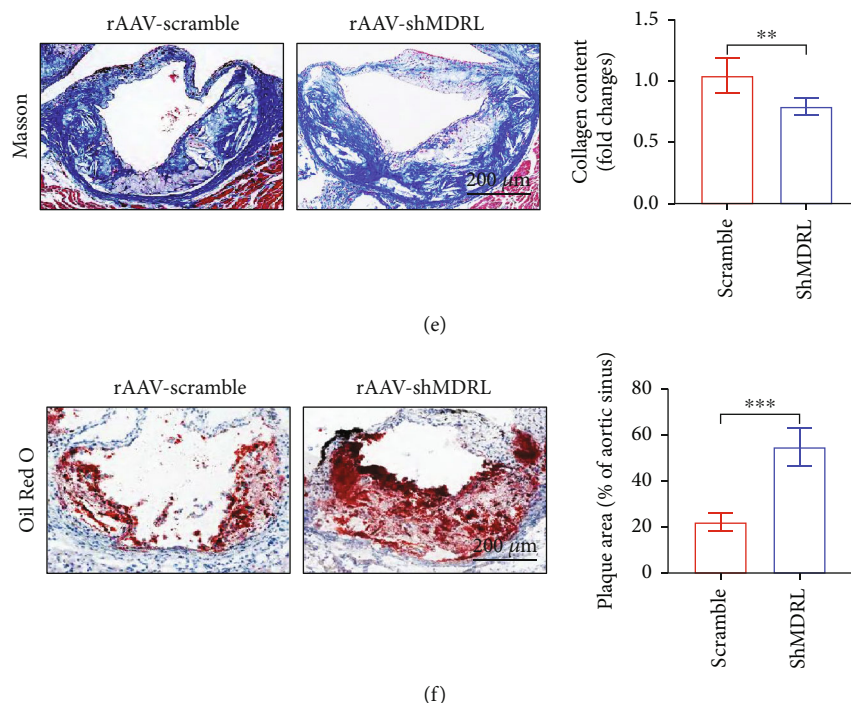 rAAV-scramble
rAAV-shMDRL
Masson
200 μm
1.5
1.0
0.5
0.0
Collagen content
(fold changes)
**
Scramble
ShMDRL
(e)
rAAV-scramble
rAAV-shMDRL
Oil Red O
200 μm
80
60
40
20
0
Plaque area (% of aortic sinus)
***
Scramble
ShMDRL
(f)